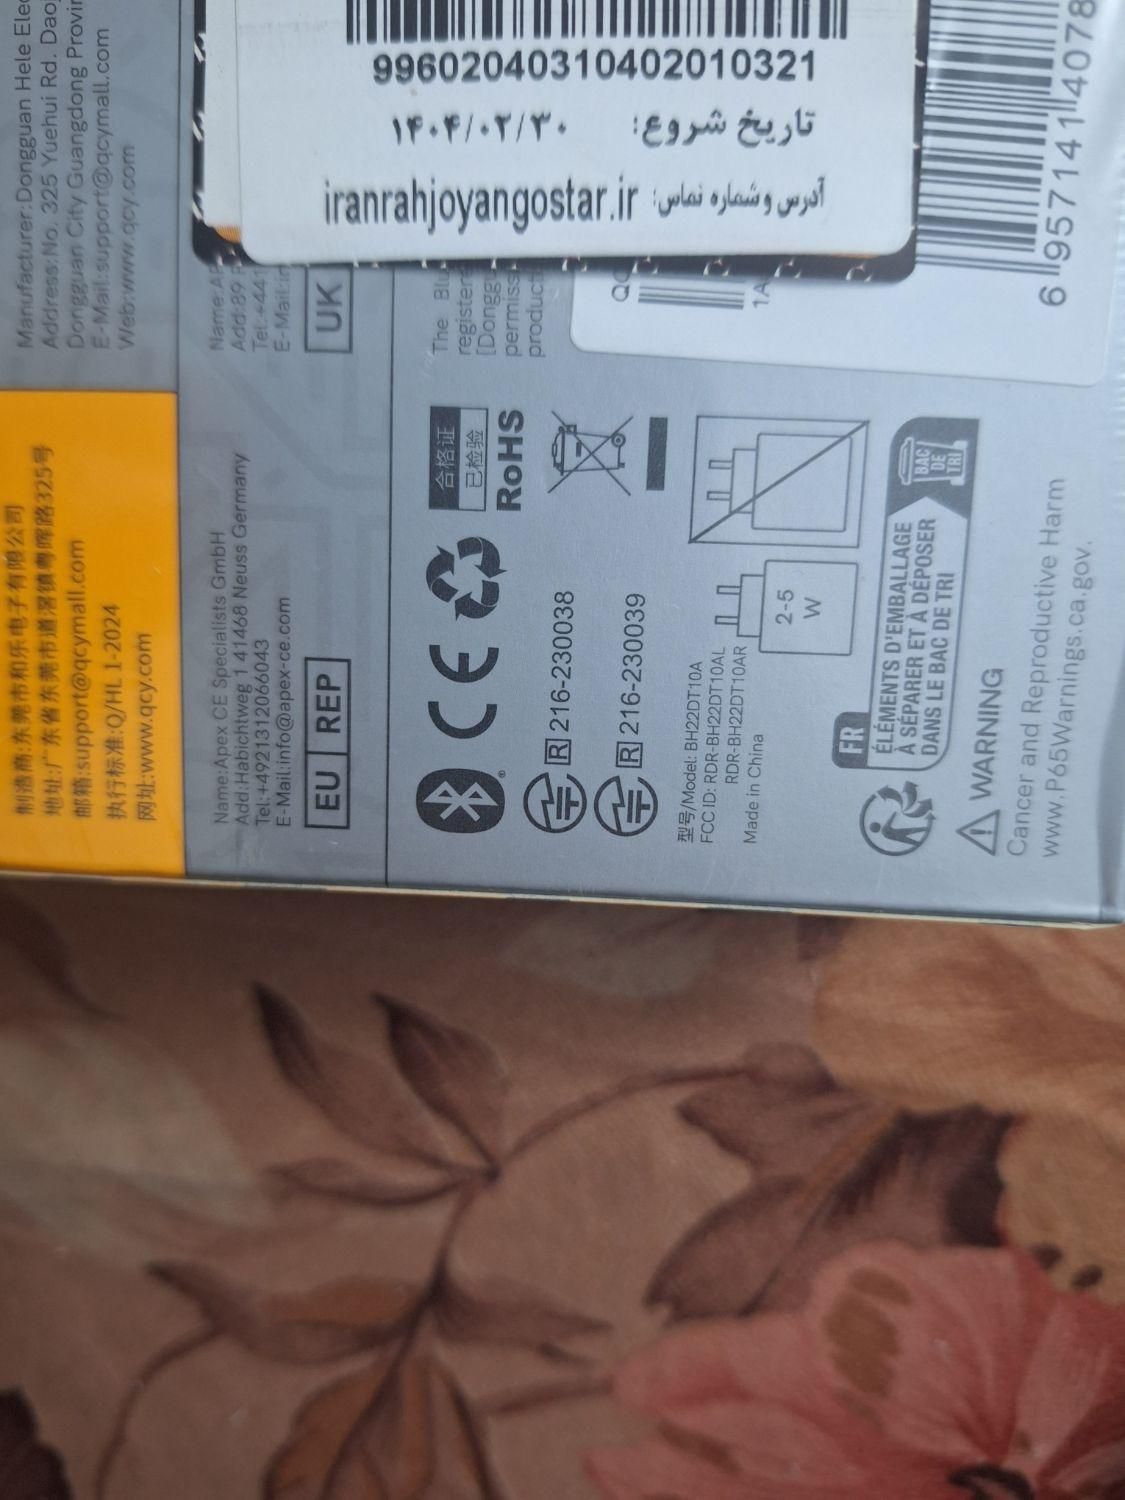 99602040310402010321
تاریخ شروع: ۱۴۰۴/۰۲/۳۰
آدرس و شماره تماس: iranrahjoyangostar.ir
制造商:东莞市和乐电子有限公司
地址:广东省东莞市道滘镇粤晖路325号
邮箱:support@qcymall.com
执行标准:Q/HL 1-2024
网址:www.qcy.com
Manufacturer:Dongguan Hele
Address:No. 325 Yuehui Rd.
Dongguan City Guangdong
E-Mail:support@qcymall.com
Web:www.qcy.com
Name:Apex CE Specialists GmbH
Add:Habichtweg 1 41468 Neuss Germany
Tel:+4921312066043
E-Mail:info@apex-ce.com
EU REP
Add:89
UK
The
[
合格证
已检验
RoHS
CE
R 216-230038
R 216-230039
型号/Model: BH22DT10A
FCC ID: RDR-BH22DT10AL
RDR-BH22DT10AR
Made in China
2-5
W
FR
ÉLÉMENTS D'EMBALLAGE
À SÉPARER ET À DÉPOSER
DANS LE BAC DE TRI
BAC
DE
TRI
WARNING
Cancer and Reproductive Harm
www.P65Warnings.ca.gov.
6 957141 4078